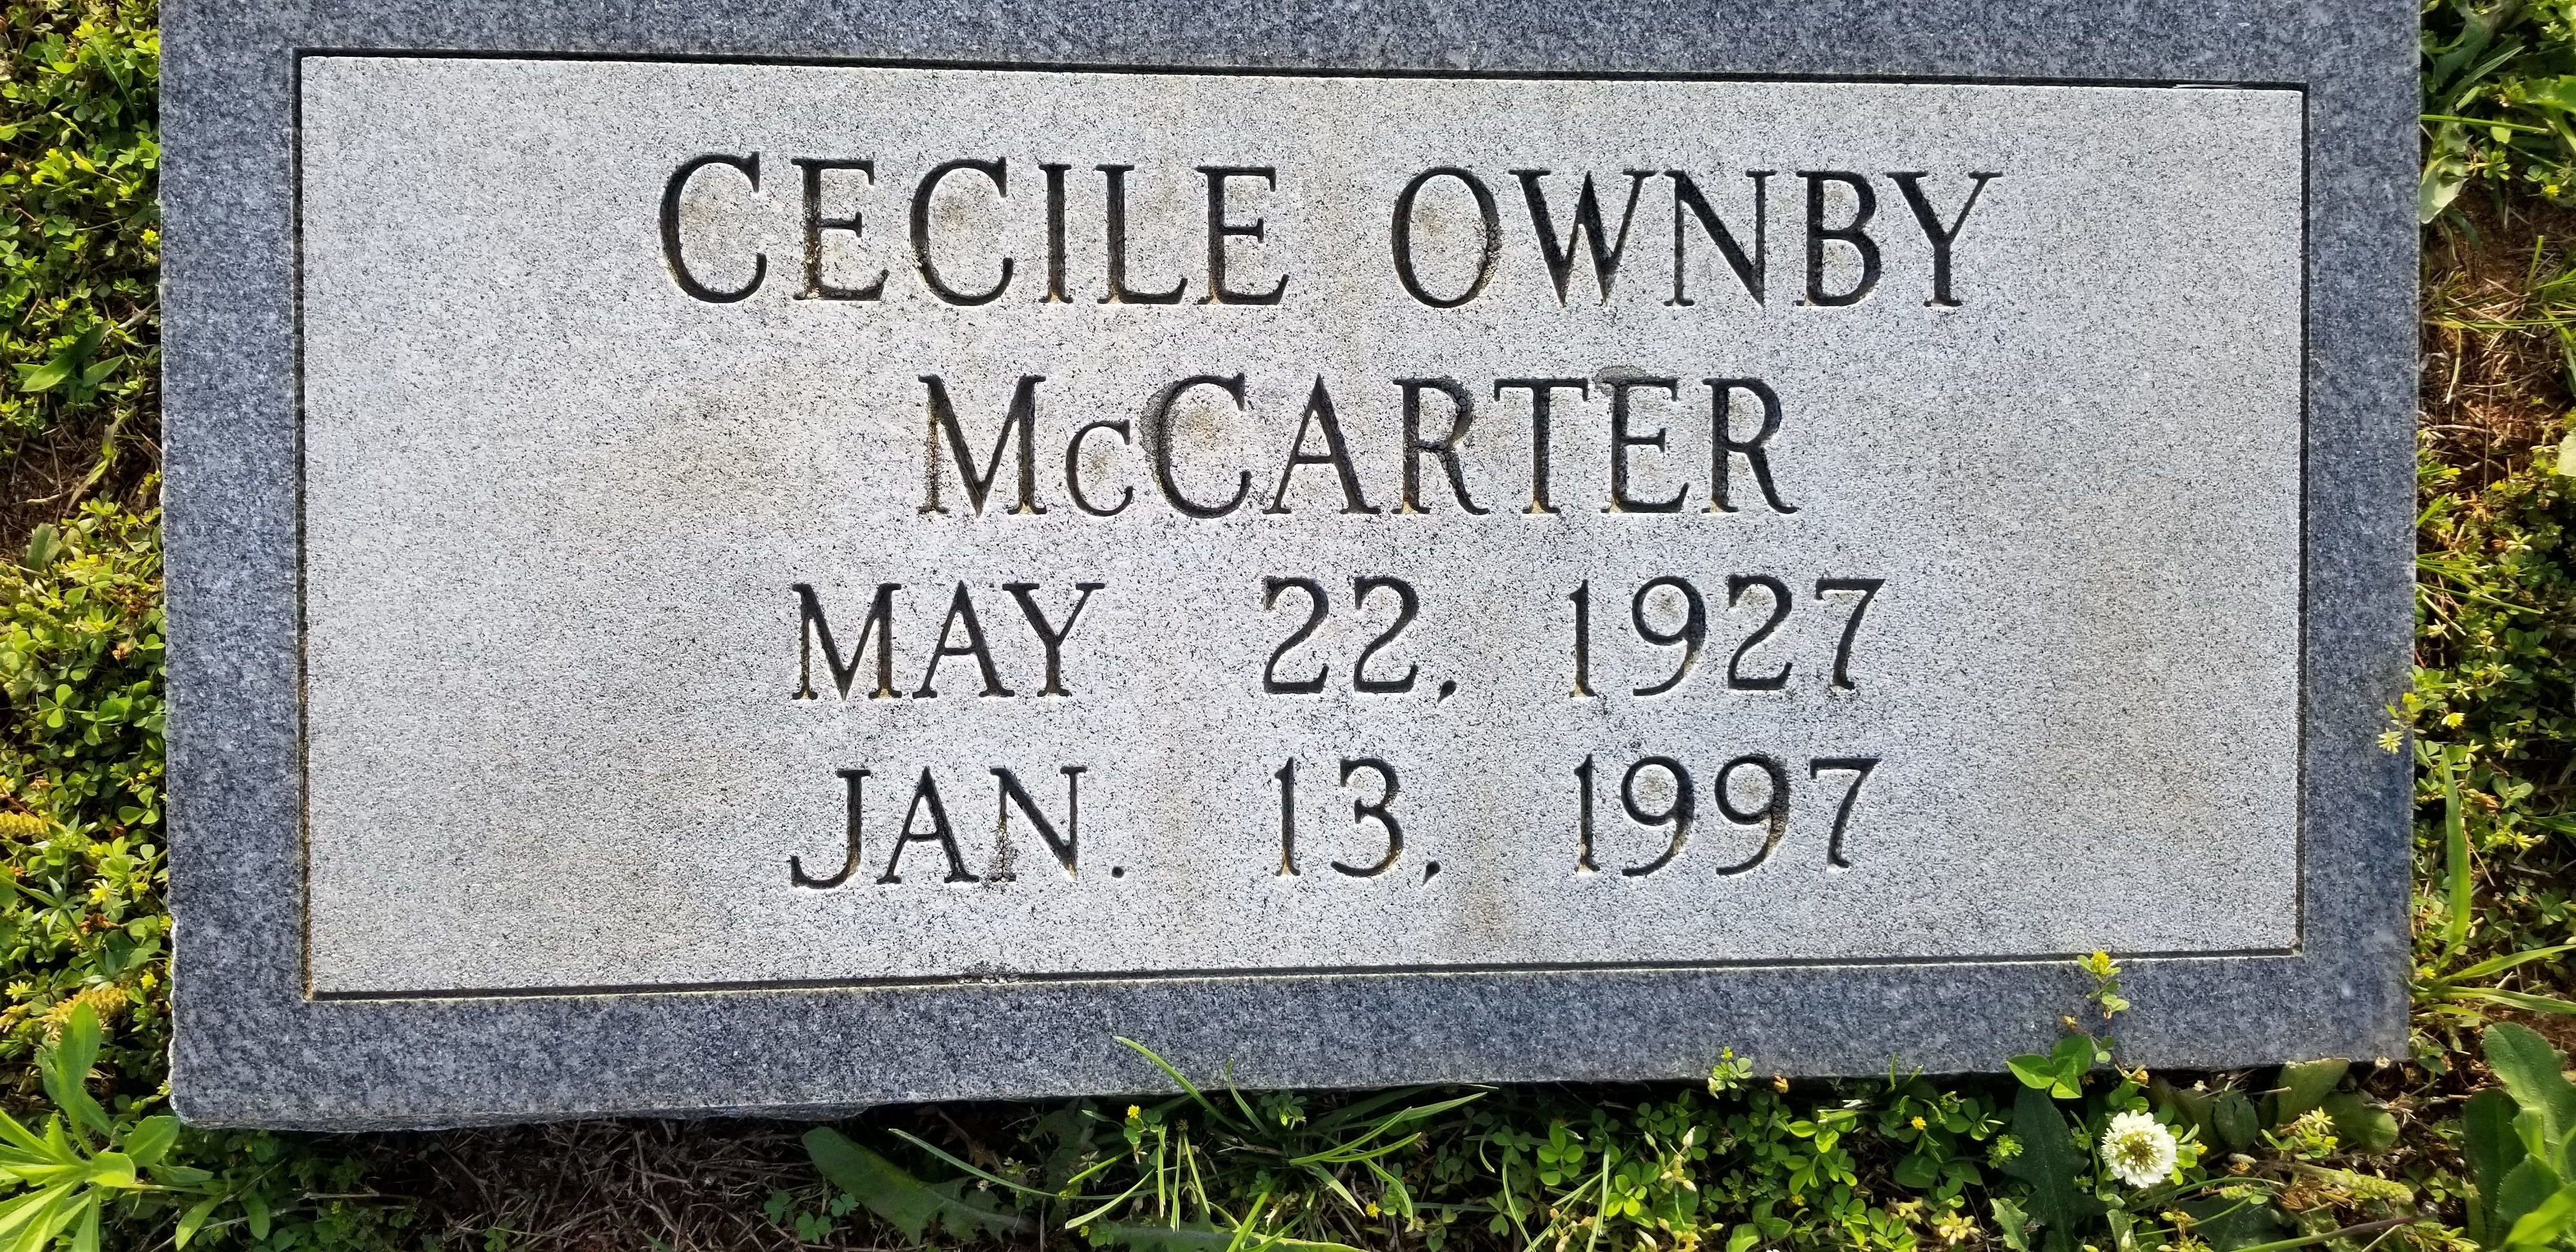 CECILE OWNBY
McCARTER
MAY 22, 1927
JAN. 13, 1997